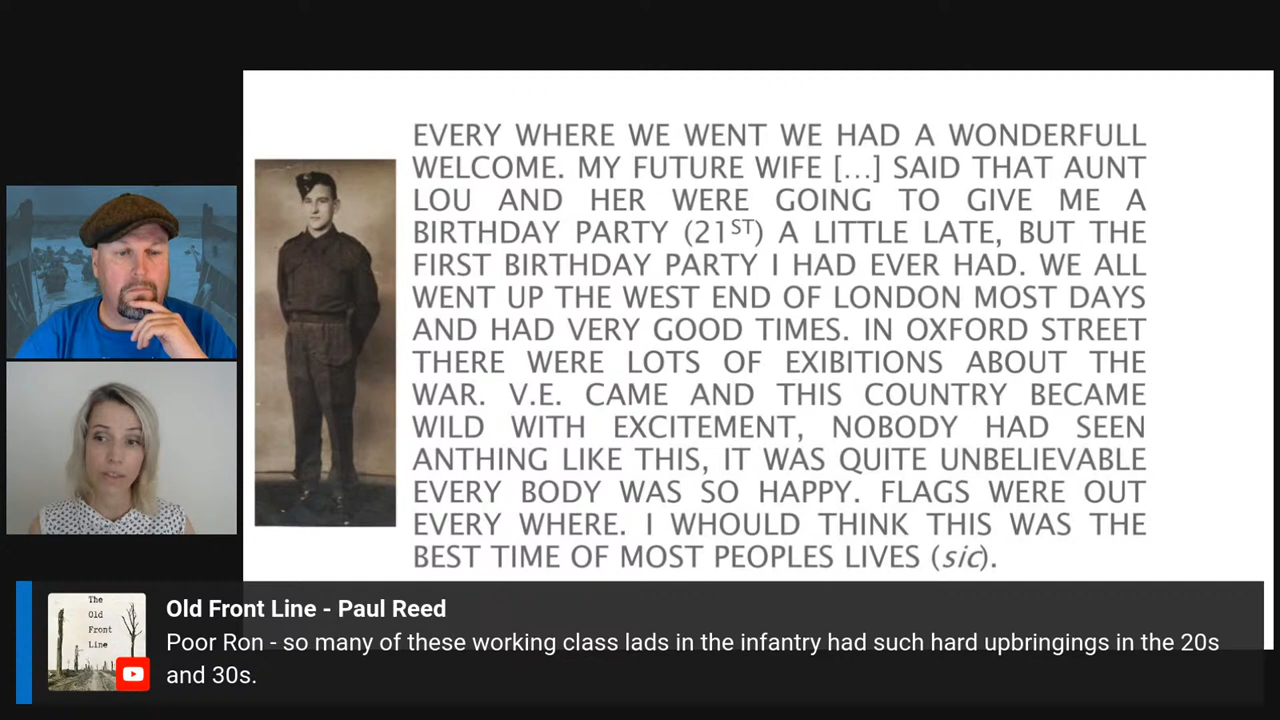 EVERY WHERE WE WENT WE HAD A WONDERFULL
WELCOME. MY FUTURE WIFE [...] SAID THAT AUNT
LOU AND HER WERE GOING TO GIVE ME A
BIRTHDAY PARTY (21ST) A LITTLE LATE, BUT THE
FIRST BIRTHDAY PARTY I HAD EVER HAD. WE ALL
WENT UP THE WEST END OF LONDON MOST DAYS
AND HAD VERY GOOD TIMES. IN OXFORD STREET
THERE WERE LOTS OF EXIBITIONS ABOUT THE
WAR. V.E. CAME AND THIS COUNTRY BECAME
WILD WITH EXCITEMENT, NOBODY HAD SEEN
ANTHING LIKE THIS, IT WAS QUITE UNBELIEVABLE
EVERY BODY WAS SO HAPPY. FLAGS WERE OUT
EVERY WHERE. I WHOULD THINK THIS WAS THE
BEST TIME OF MOST PEOPLES LIVES (sic).
The
Old
Front
Line
Old Front Line - Paul Reed
Poor Ron - so many of these working class lads in the infantry had such hard upbringings in the 20s
and 30s.